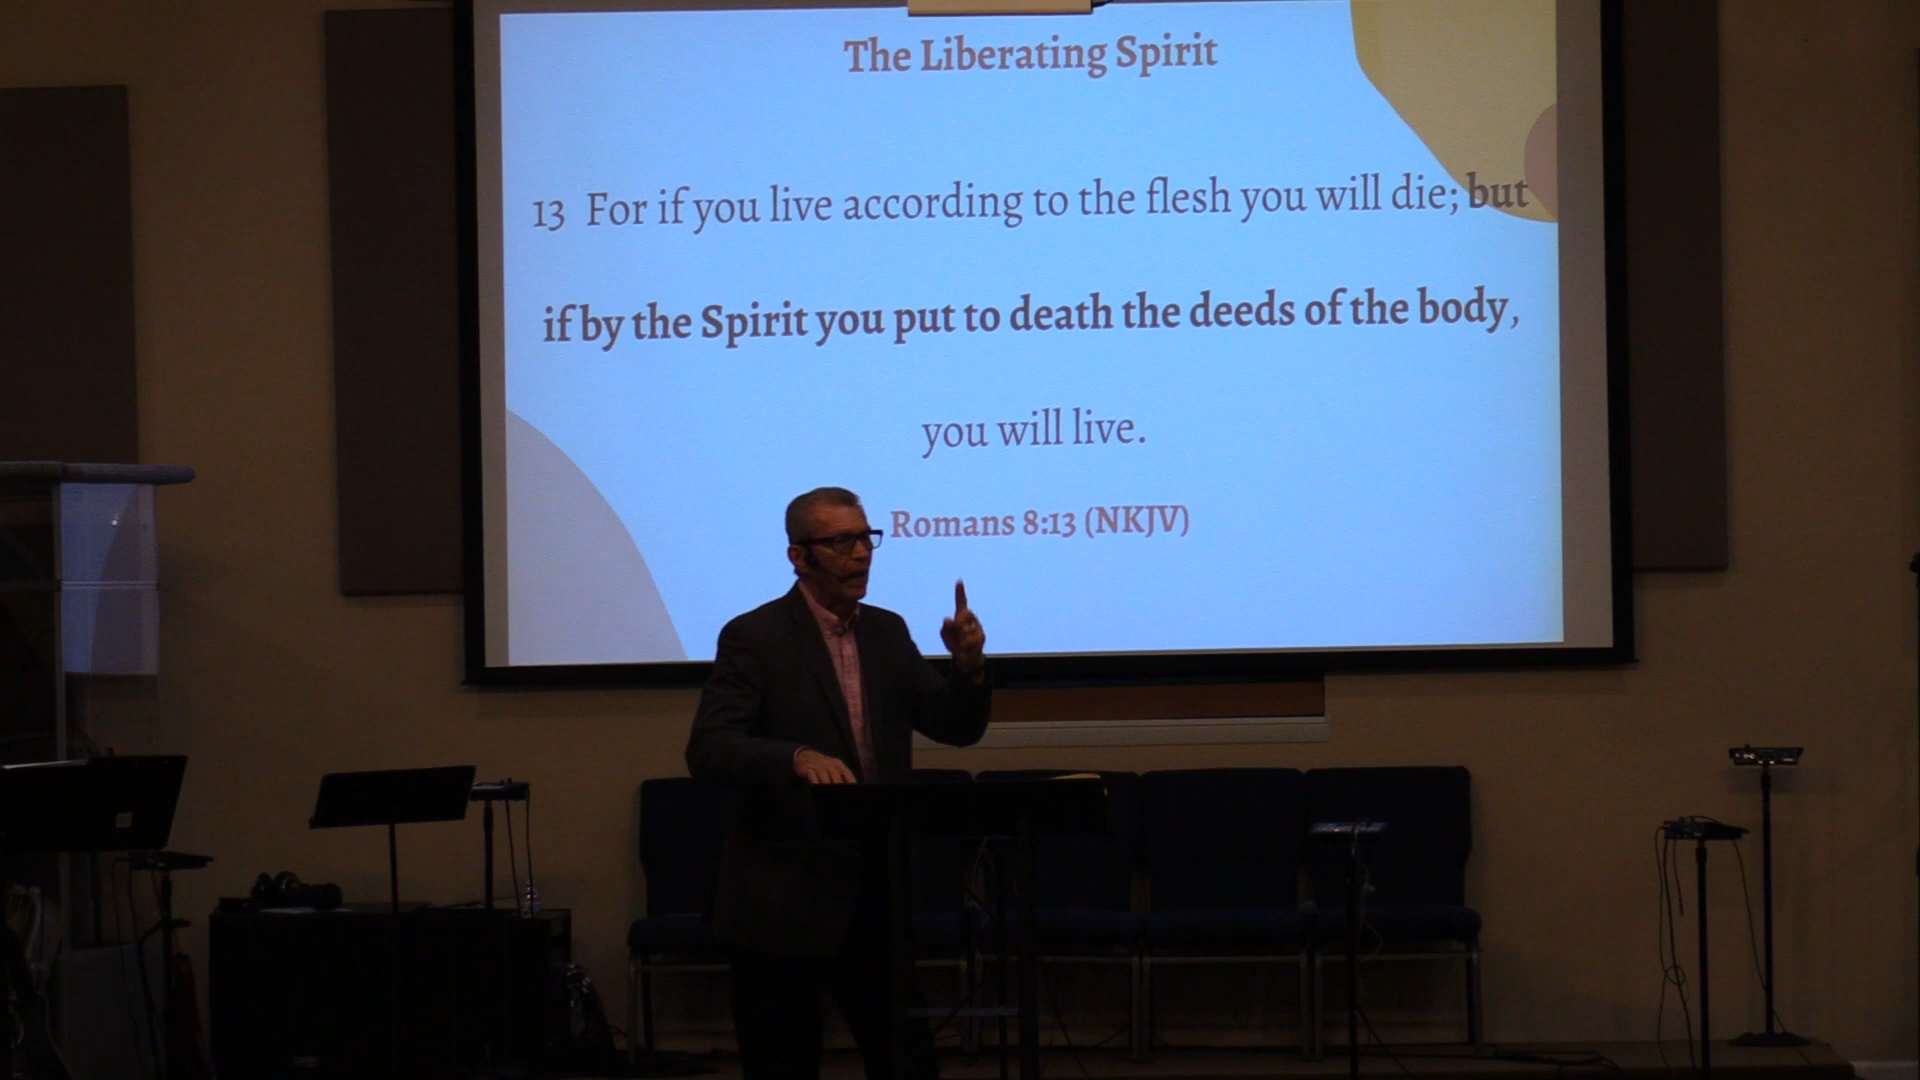 The Liberating Spirit
13 For if you live according to the flesh you will die; but
if by the Spirit you put to death the deeds of the body,
you will live.
Romans 8:13 (NKJV)